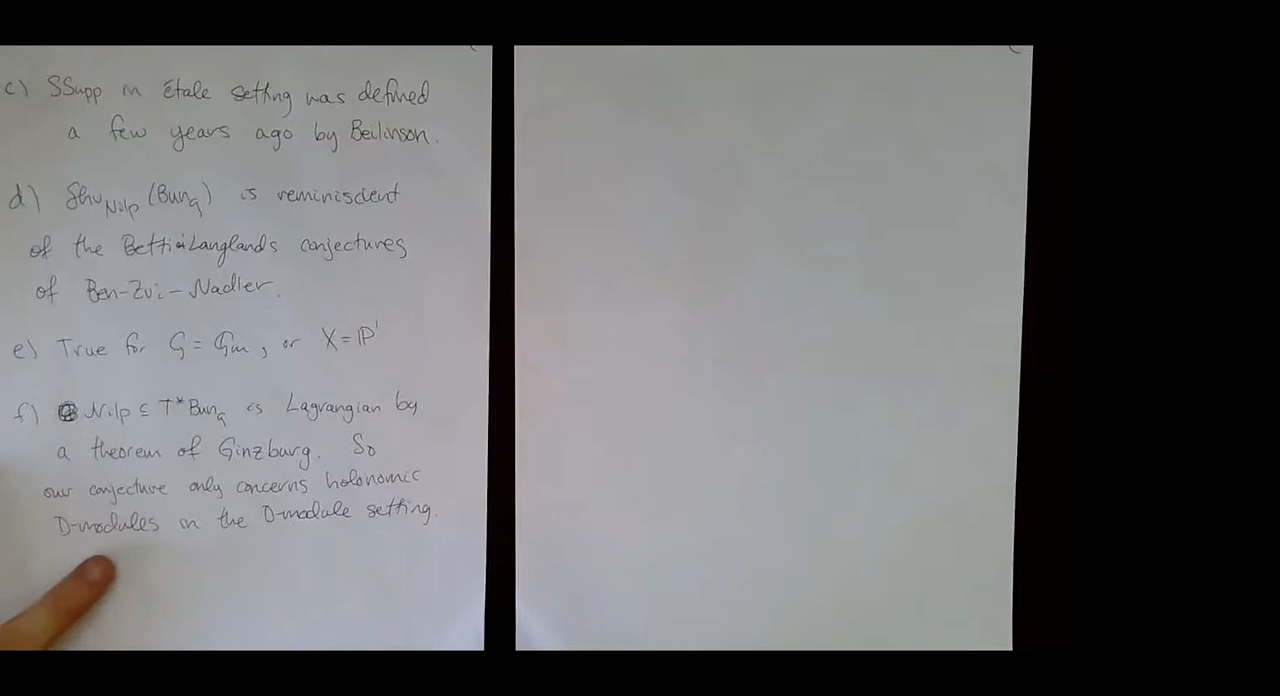 c) SSupp in étale setting was defined
a few years ago by Beilinson.
d) Shv_Nilp (Bun_G) is reminiscent
of the Betti Langlands conjectures
of Ben-Zvi-Nadler.
e) True for G = Gm, or X = P¹
f) Nilp ⊆ T*Bun_G is Lagrangian by
a theorem of Ginzburg. So
our conjecture only concerns holonomic
D-modules in the D-module setting.